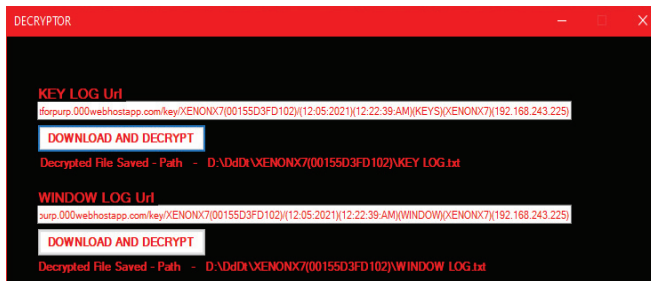 DECRYPTOR
KEY LOG Url
tforpurp.000webhostapp.com/key/XENONX7(00155D3FD102)/(12:05:2021)(12:22:39:AM)(KEYS)(XENONX7)(192.168.243.225)
DOWNLOAD AND DECRYPT
Decrypted File Saved - Path - D:\DdDt\XENONX7(00155D3FD102)\KEY LOG.txt
WINDOW LOG Url
purp.000webhostapp.com/key/XENONX7(00155D3FD102)/(12:05:2021)(12:22:39:AM)(WINDOW)(XENONX7)(192.168.243.225)
DOWNLOAD AND DECRYPT
Decrypted File Saved - Path - D:\DdDt\XENONX7(00155D3FD102)\WINDOW LOG.txt